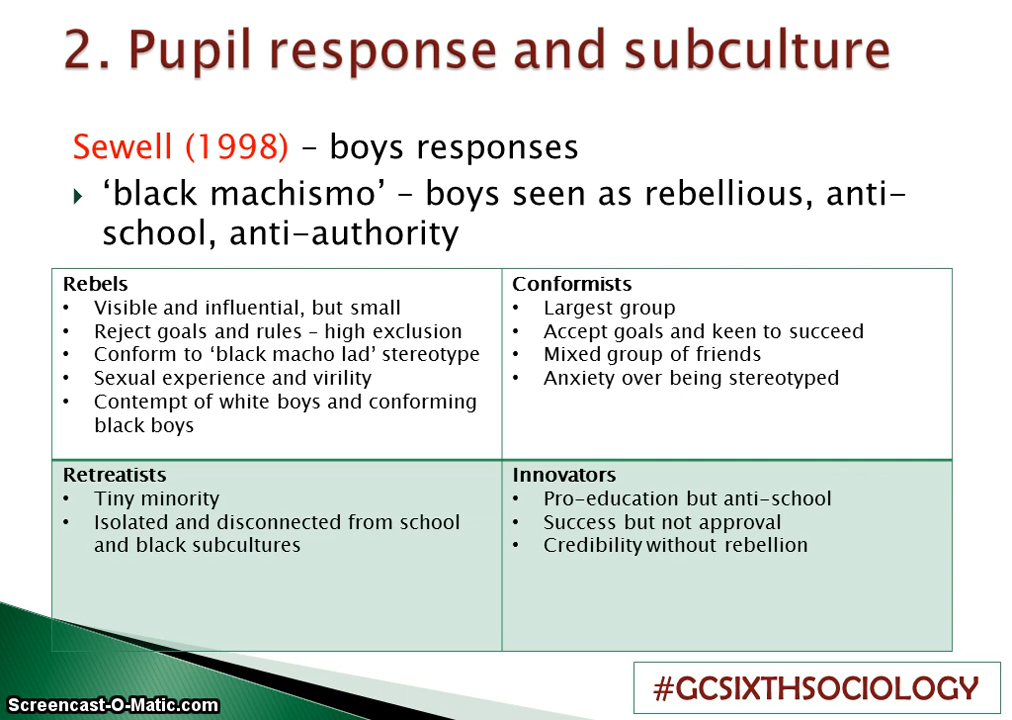 2. Pupil response and subculture
Sewell (1998) – boys responses
‘black machismo’ – boys seen as rebellious, anti-
school, anti-authority
Rebels
• Visible and influential, but small
• Reject goals and rules – high exclusion
• Conform to ‘black macho lad’ stereotype
• Sexual experience and virility
• Contempt of white boys and conforming
black boys
Conformists
• Largest group
• Accept goals and keen to succeed
• Mixed group of friends
• Anxiety over being stereotyped
Retreatists
• Tiny minority
• Isolated and disconnected from school
and black subcultures
Innovators
• Pro-education but anti-school
• Success but not approval
• Credibility without rebellion
#GCSIXTHSOCIOLOGY
Screencast-O-Matic.com